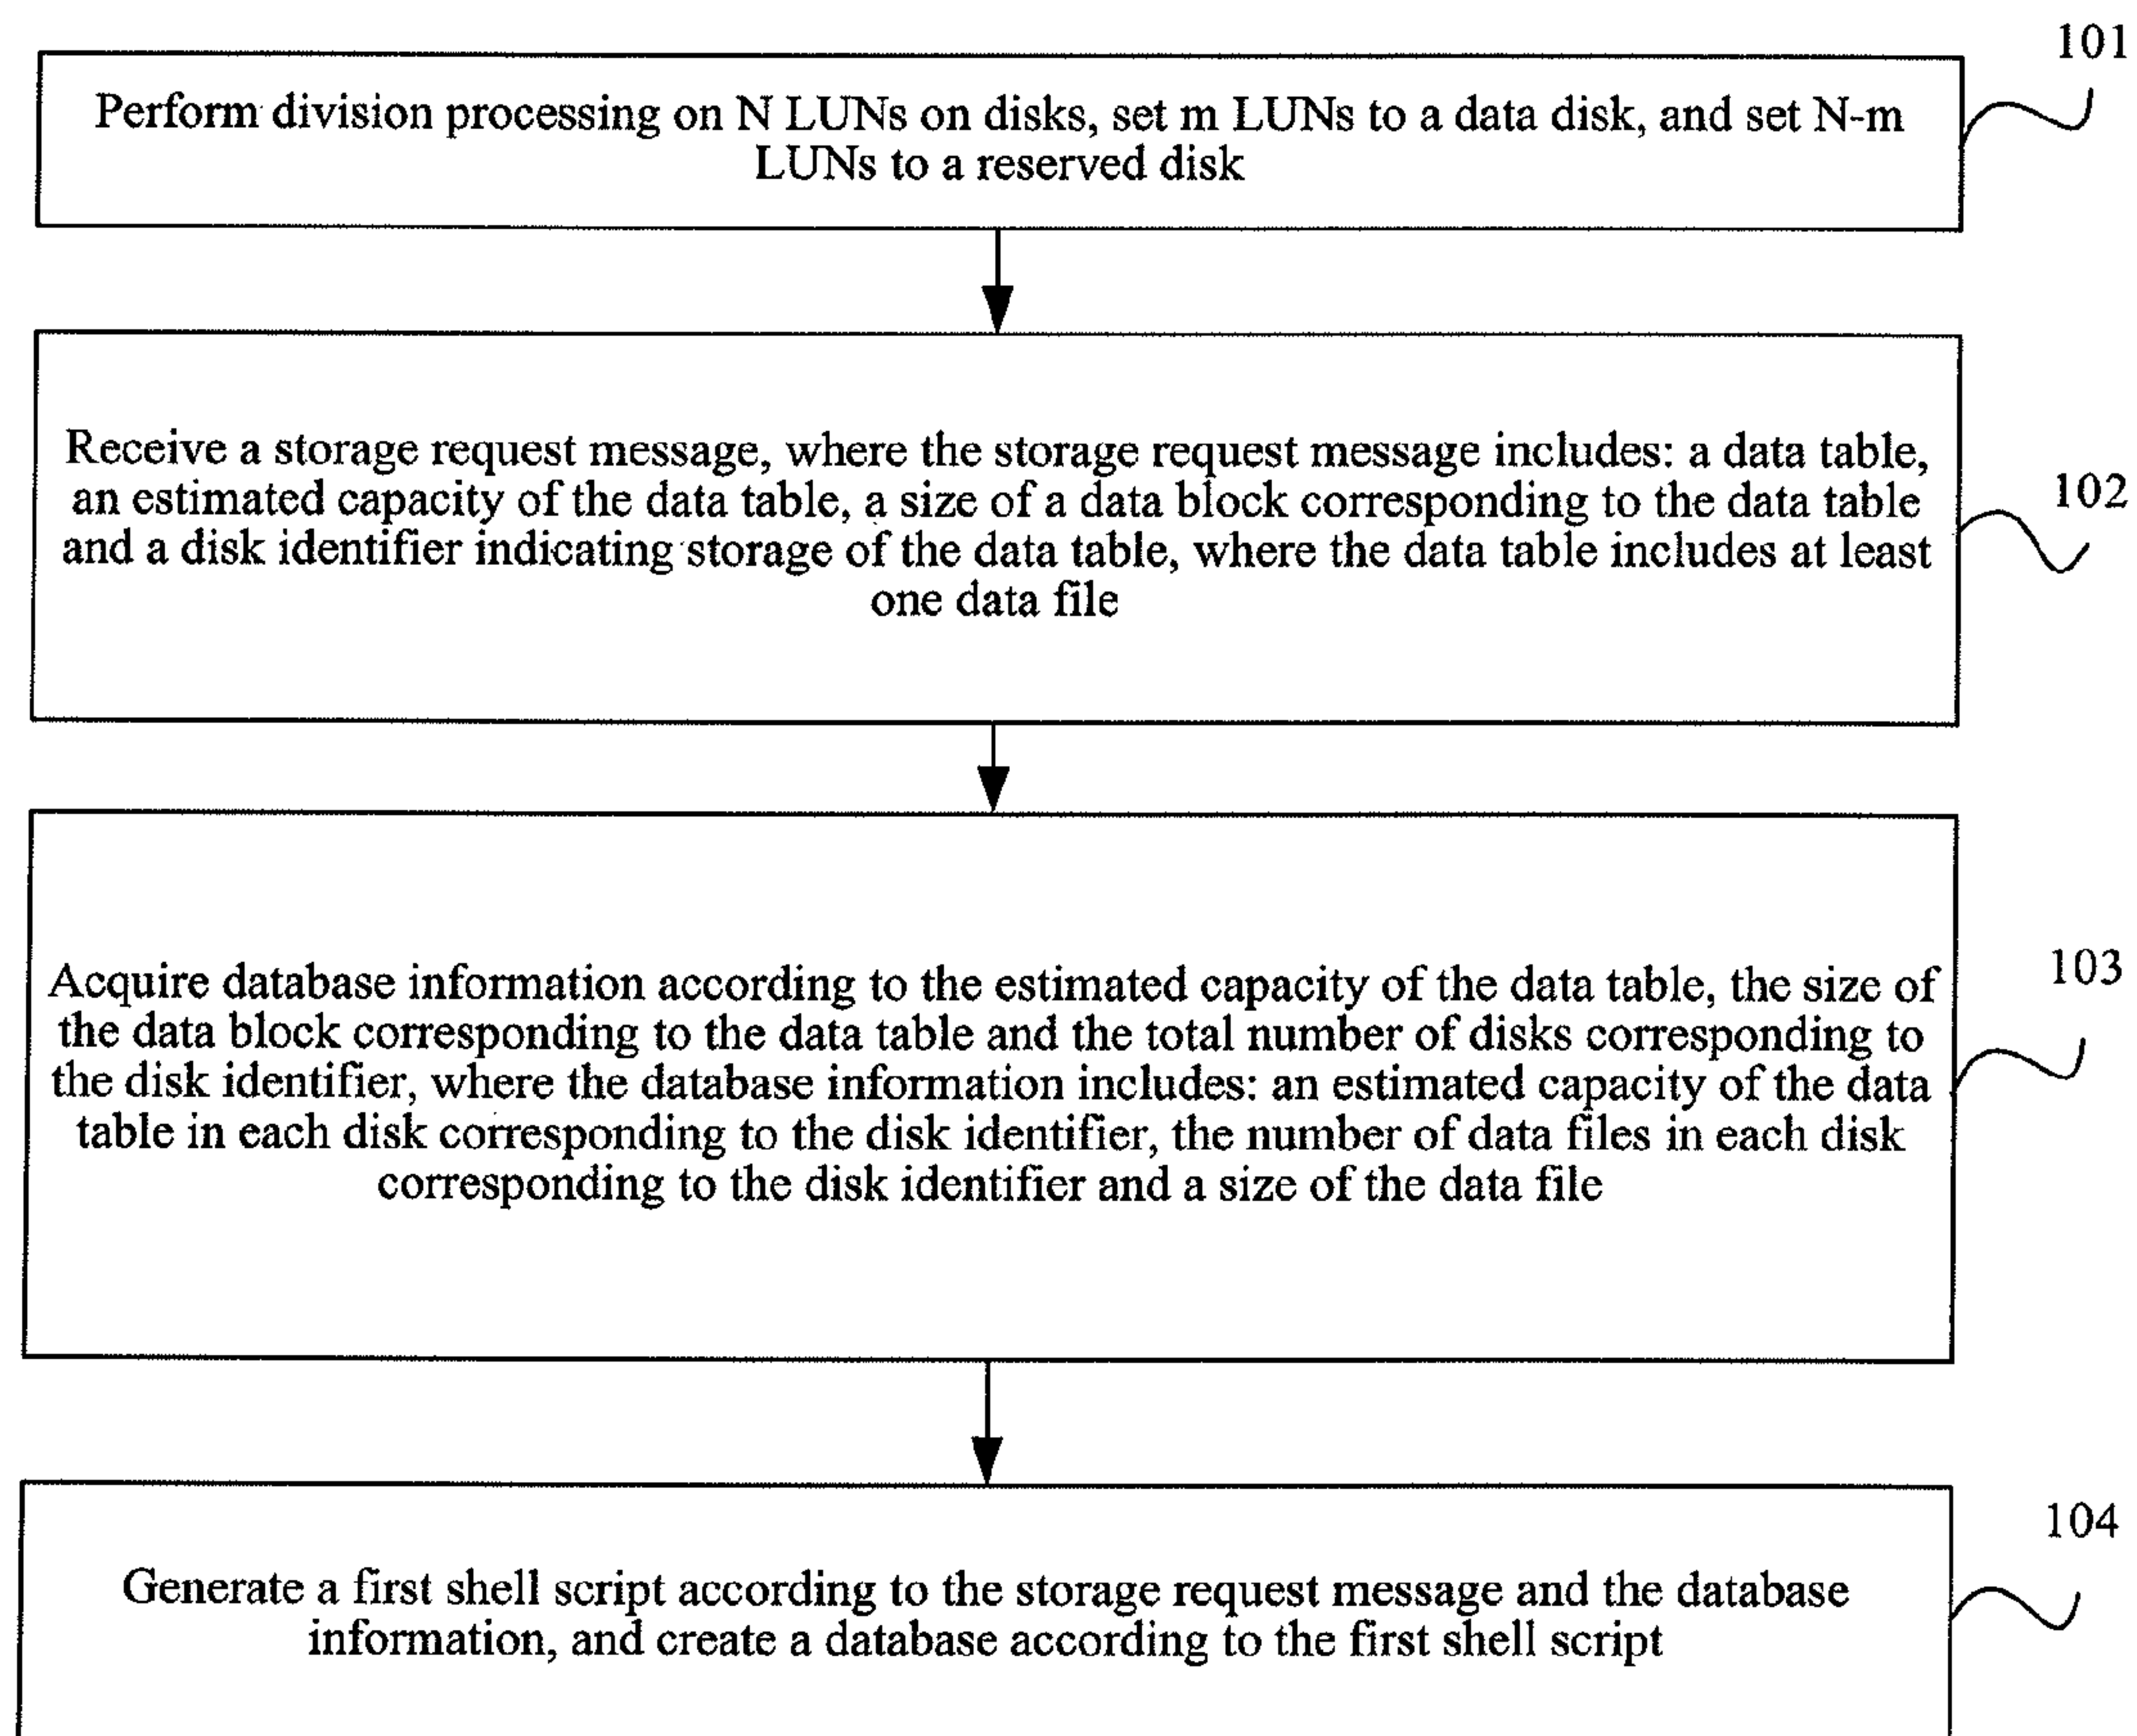 101
Perform division processing on N LUNs on disks, set m LUNs to a data disk, and set N-m
LUNs to a reserved disk
Receive a storage request message, where the storage request message includes: a data table,
an estimated capacity of the data table, a size of a data block corresponding to the data table
and a disk identifier indicating storage of the data table, where the data table includes at least
one data file
102
Acquire database information according to the estimated capacity of the data table, the size of
the data block corresponding to the data table and the total number of disks corresponding to
the disk identifier, where the database information includes: an estimated capacity of the data
table in each disk corresponding to the disk identifier, the number of data files in each disk
corresponding to the disk identifier and a size of the data file
103
104
Generate a first shell script according to the storage request message and the database
information, and create a database according to the first shell script